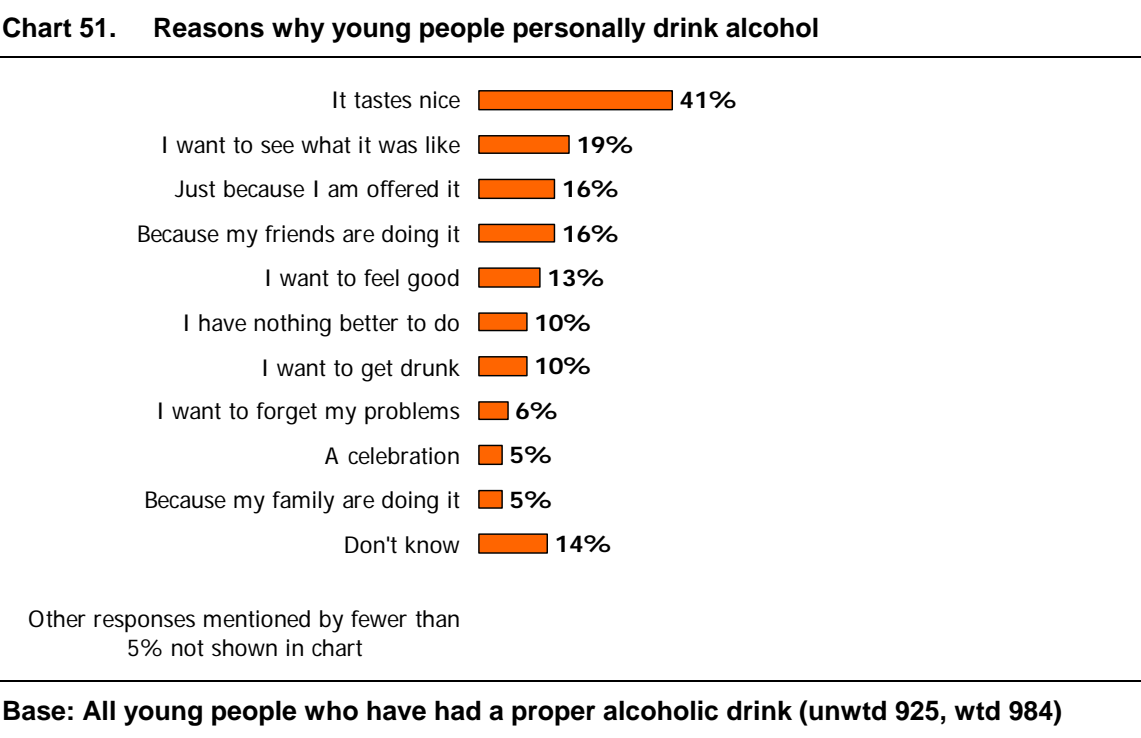 Chart 51. Reasons why young people personally drink alcohol
It tastes nice 41%
I want to see what it was like 19%
Just because I am offered it 16%
Because my friends are doing it 16%
I want to feel good 13%
I have nothing better to do 10%
I want to get drunk 10%
I want to forget my problems 6%
A celebration 5%
Because my family are doing it 5%
Don't know 14%
Other responses mentioned by fewer than
5% not shown in chart
Base: All young people who have had a proper alcoholic drink (unwtd 925, wtd 984)